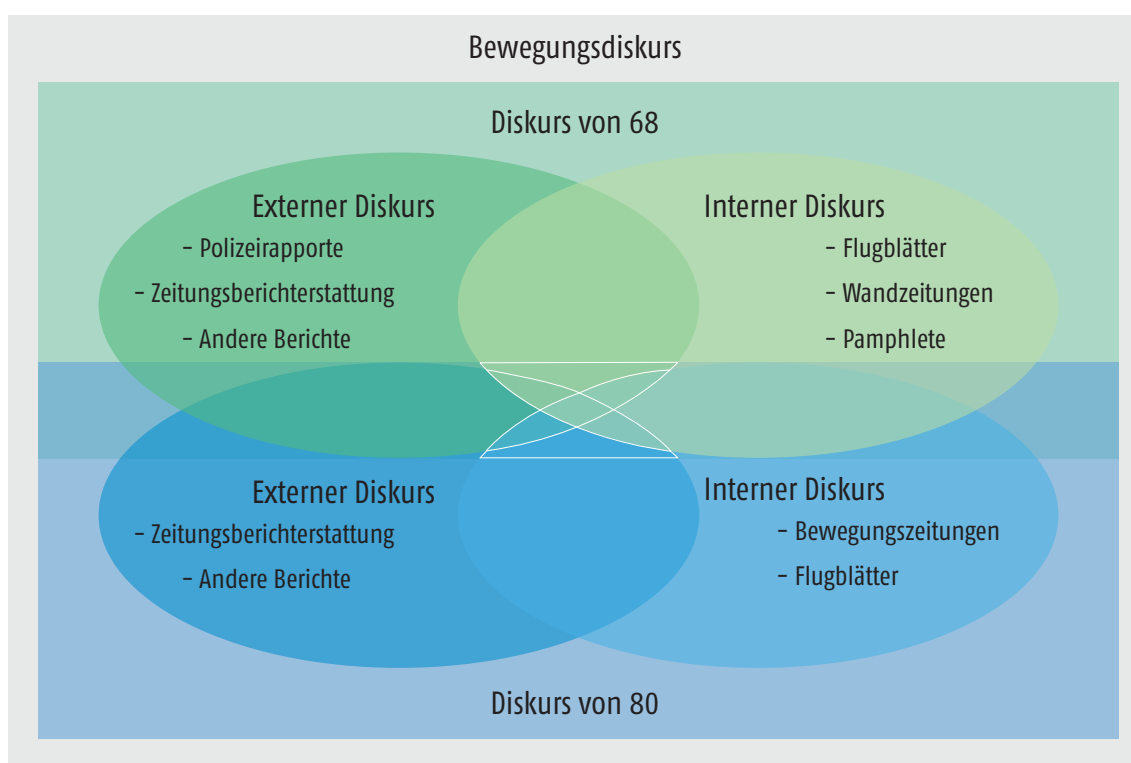 Bewegungsdiskurs
Diskurs von 68
Externer Diskurs
– Polizeirapporte
– Zeitungsberichterstattung
– Andere Berichte
Interner Diskurs
– Flugblätter
– Wandzeitungen
– Pamphlete
Externer Diskurs
– Zeitungsberichterstattung
– Andere Berichte
Interner Diskurs
– Bewegungszeitungen
– Flugblätter
Diskurs von 80